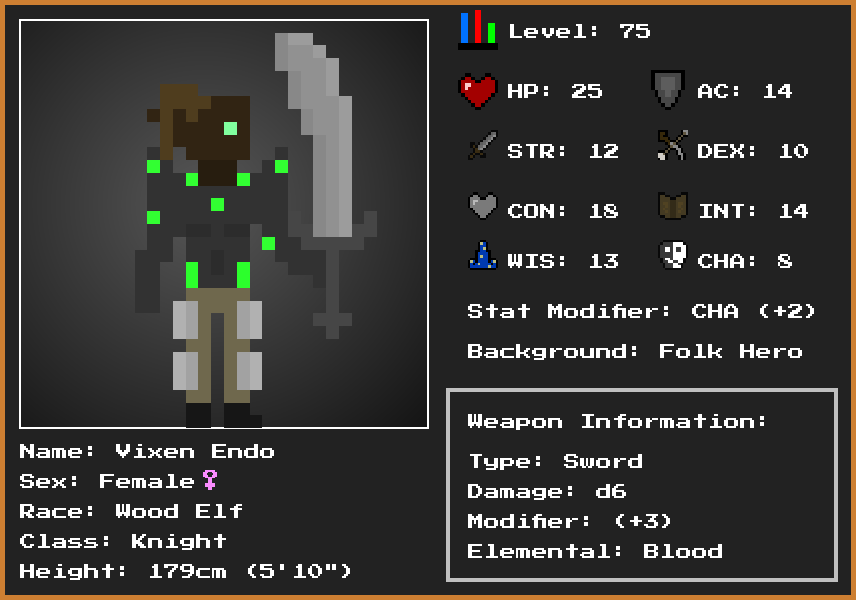 Level: 75
HP: 25
AC: 14
STR: 12
DEX: 10
CON: 18
INT: 14
WIS: 13
CHA: 8
Stat Modifier: CHA (+2)
Background: Folk Hero
Weapon Information:
Type: Sword
Damage: d6
Modifier: (+3)
Elemental: Blood
Name: Vixen Endo
Sex: Female♀
Race: Wood Elf
Class: Knight
Height: 179cm (5'10")